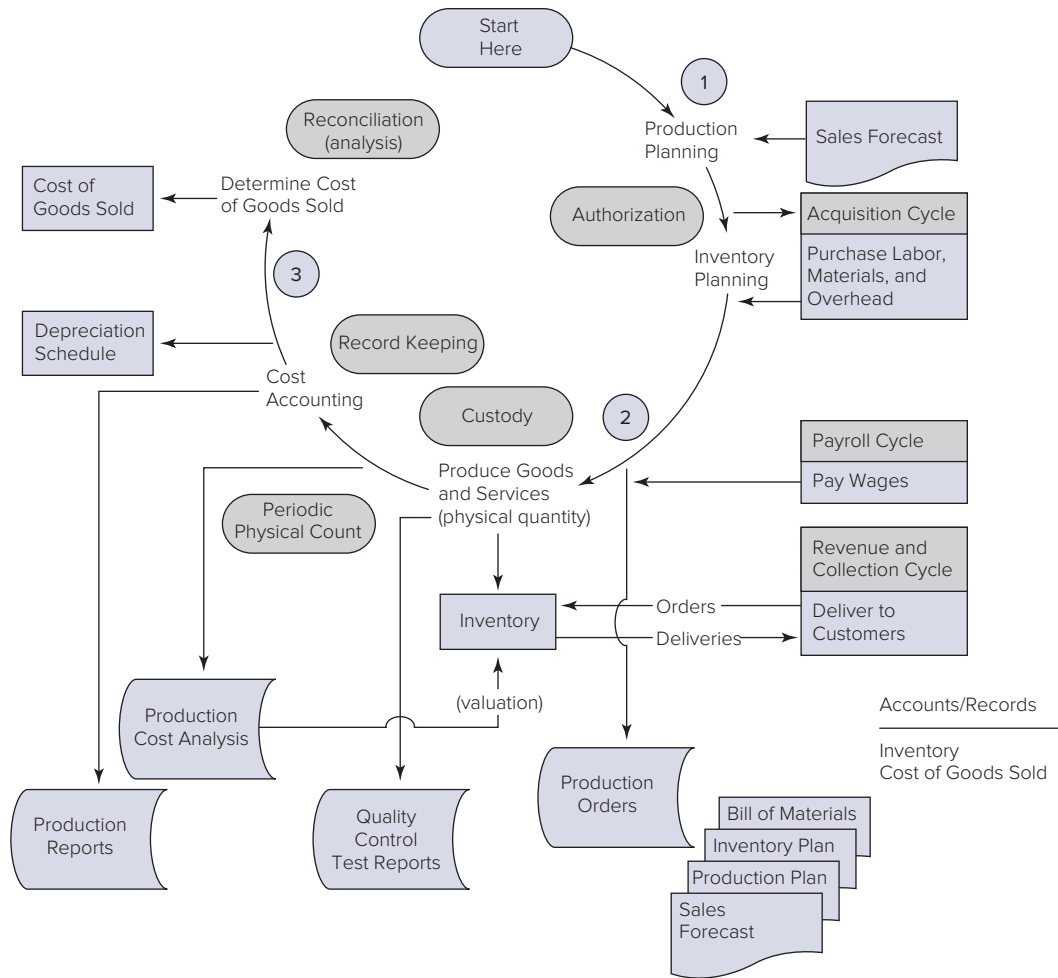 Start
Here
1
Reconciliation
(analysis)
Production
Planning
Sales Forecast
Cost of
Goods Sold
Determine Cost
of Goods Sold
Authorization
Acquisition Cycle
Purchase Labor,
Materials, and
Overhead
Inventory
Planning
3
Depreciation
Schedule
Record Keeping
Cost
Accounting
Custody
2
Payroll Cycle
Pay Wages
Produce Goods
and Services
(physical quantity)
Periodic
Physical Count
Revenue and
Collection Cycle
Deliver to
Customers
Orders
Deliveries
Inventory
(valuation)
Production
Cost Analysis
Accounts/Records
Inventory
Cost of Goods Sold
Production
Reports
Quality
Control
Test Reports
Production
Orders
Bill of Materials
Inventory Plan
Production Plan
Sales
Forecast